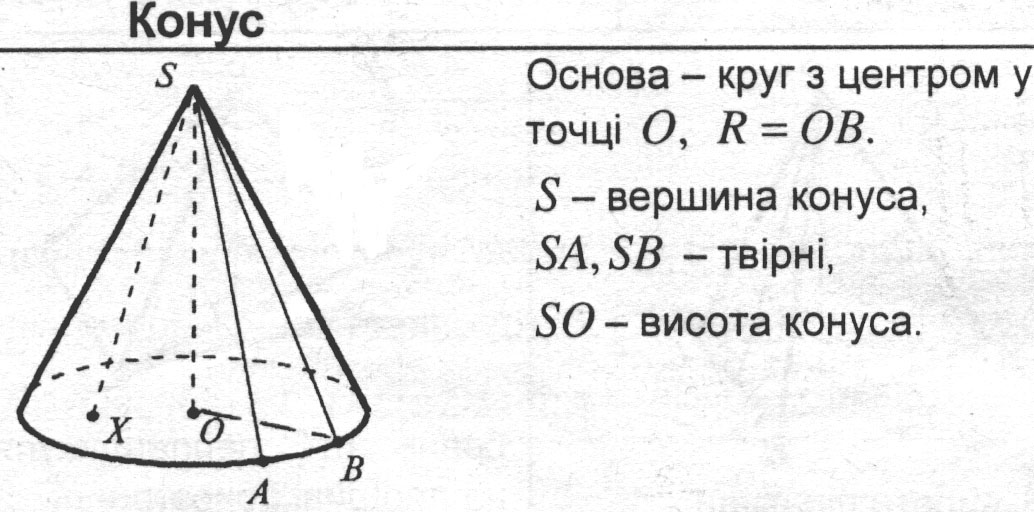 Конус
S
Основа – круг з центром у
точці O, R = OB.
S – вершина конуса,
SA, SB – твірні,
SO – висота конуса.
X
O
B
A